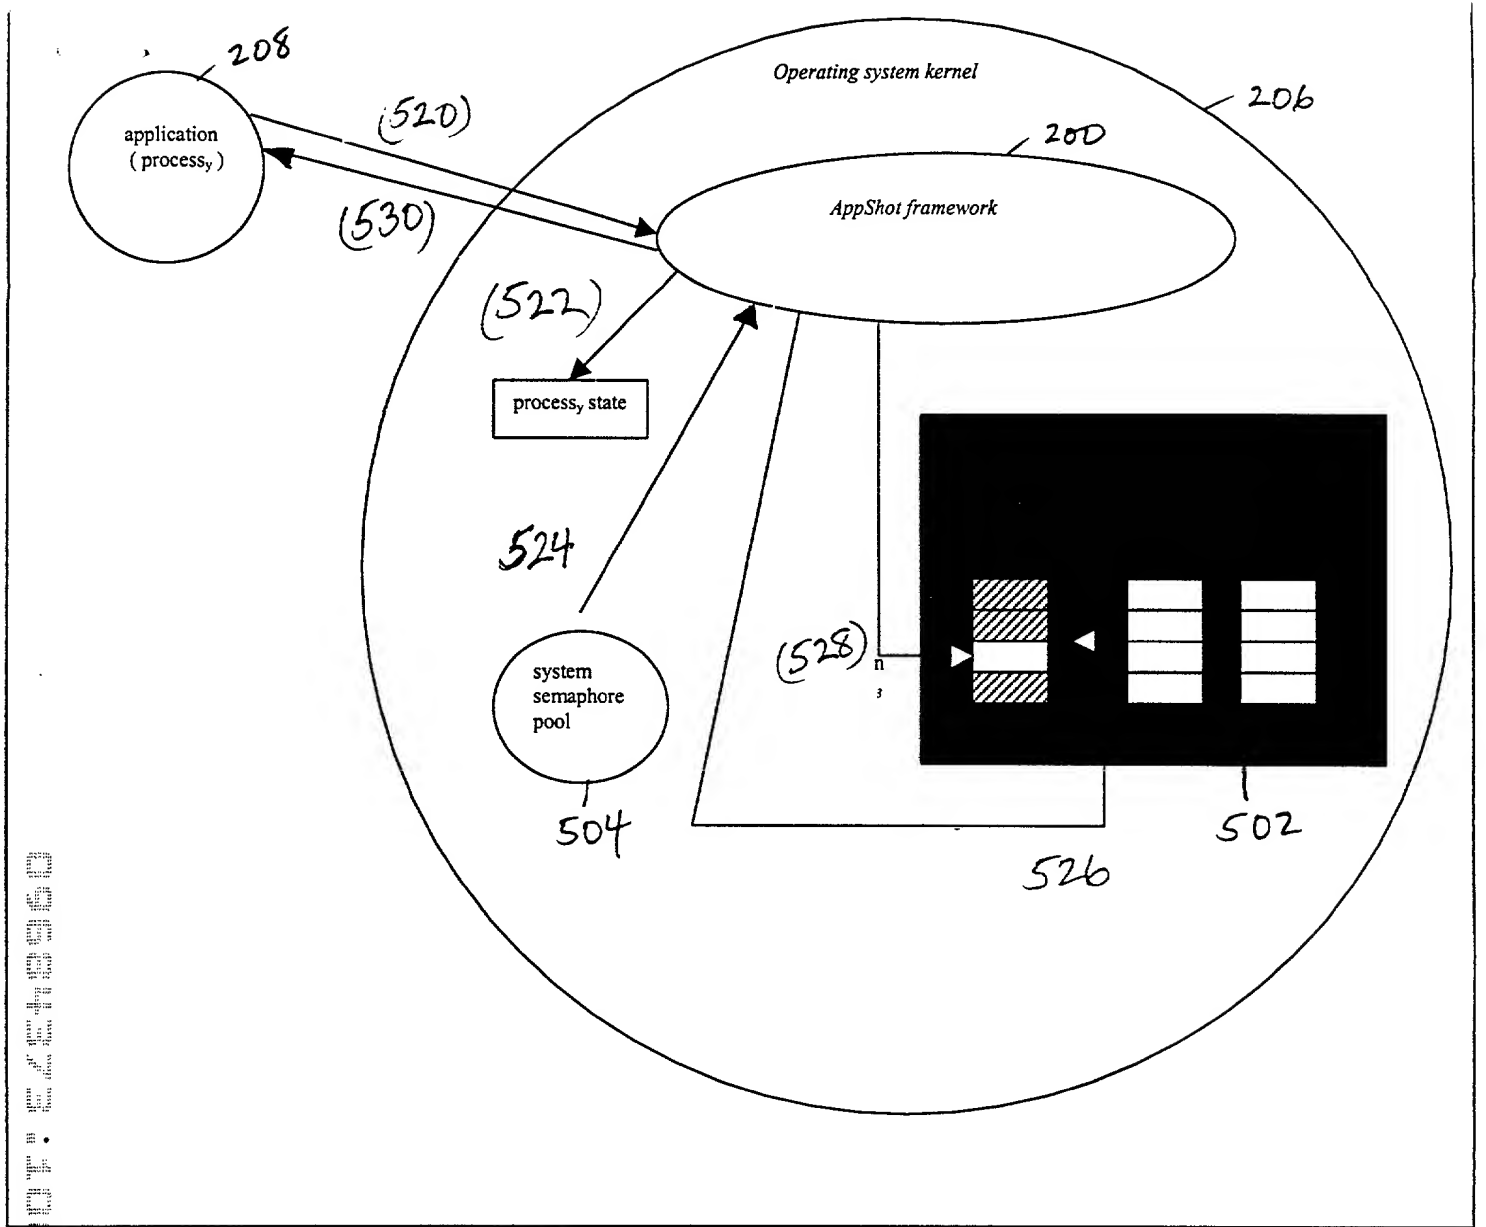 208
Operating system kernel
206
application
( processy )
(520)
200
AppShot framework
(530)
(522)
processy state
524
system
semaphore
pool
(528)
n
3
504
502
526